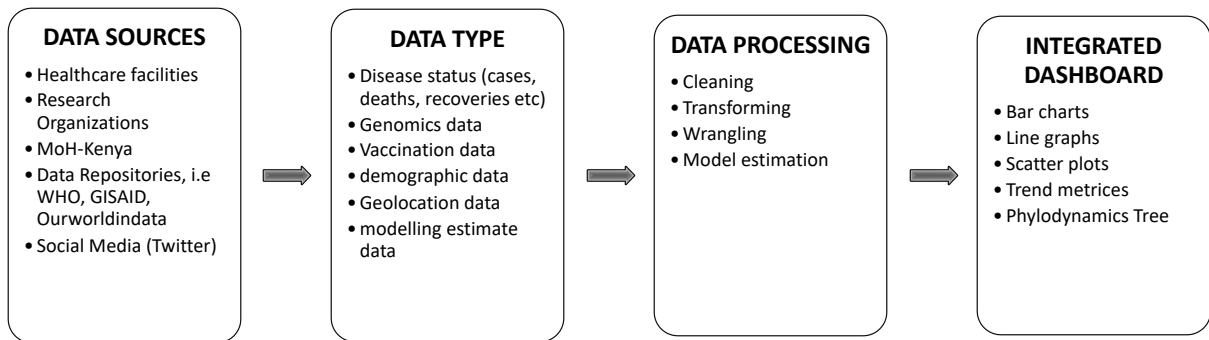 DATA SOURCES
• Healthcare facilities
• Research
Organizations
• MoH-Kenya
• Data Repositories, i.e
WHO, GISAID,
Ourworldindata
• Social Media (Twitter)
DATA TYPE
• Disease status (cases,
deaths, recoveries etc)
• Genomics data
• Vaccination data
• demographic data
• Geolocation data
• modelling estimate
data
DATA PROCESSING
• Cleaning
• Transforming
• Wrangling
• Model estimation
INTEGRATED
DASHBOARD
• Bar charts
• Line graphs
• Scatter plots
• Trend metrices
• Phylodynamics Tree